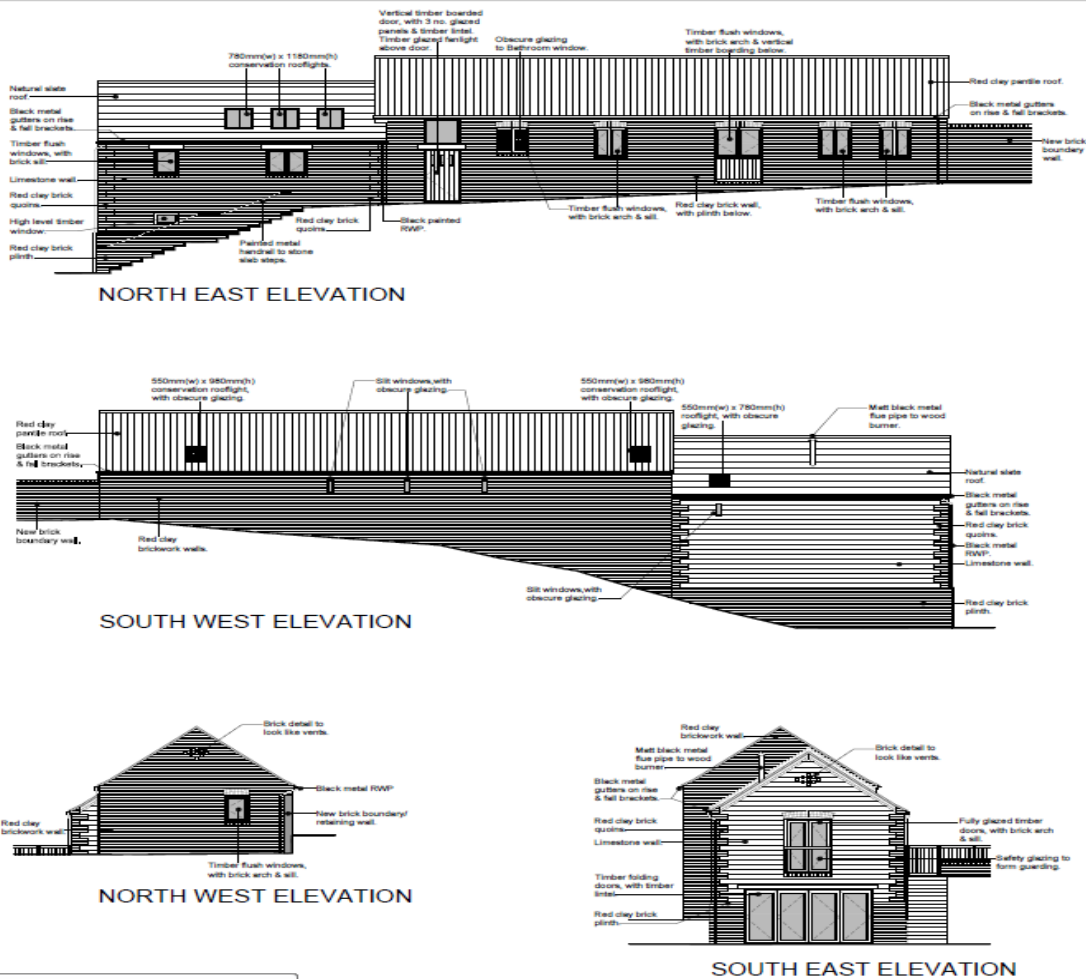 Vertical timber boarded
door, with 3 no. glazed
panels & timber lintel.
Timber glazed fanlight
above door.
Obscure glazing
to Bathroom window.
Timber flush windows,
with brick arch & vertical
timber boarding below.
780mm(w) x 1180mm(h)
conservation rooflights.
Natural slate
roof.
Black metal
gutters on rise
& fall brackets.
Timber flush
windows, with
brick sill.
Limestone wall.
Red clay brick
quoins.
High level timber
window.
Red clay brick
plinth.
Painted metal
handrail to stone
slab steps.
Red clay brick
quoins.
Black painted
RWP.
Timber flush windows,
with brick arch & sill.
Red clay brick wall,
with plinth below.
Timber flush windows,
with brick arch & sill.
Red clay pantile roof.
Black metal gutters
on rise & fall brackets.
New brick
boundary
wall.
NORTH EAST ELEVATION
550mm(w) x 980mm(h)
conservation rooflight,
with obscure glazing.
Slit windows,with
obscure glazing.
550mm(w) x 980mm(h)
conservation rooflight,
with obscure glazing.
550mm(w) x 780mm(h)
rooflight, with obscure
glazing.
Matt black metal
flue pipe to wood
burner.
Red clay
pantile roof.
Black metal
gutters on rise
& fall brackets.
New brick
boundary wall.
Red clay
brickwork walls.
Slit windows,with
obscure glazing.
Natural slate
roof.
Black metal
gutters on rise
& fall brackets.
Red clay brick
quoins.
Black metal
RWP.
Limestone wall.
Red clay brick
plinth.
SOUTH WEST ELEVATION
Brick detail to
look like vents.
Black metal RWP
New brick boundary/
retaining wall.
Red clay
brickwork wall.
Timber flush windows,
with brick arch & sill.
NORTH WEST ELEVATION
Red clay
brickwork wall.
Matt black metal
flue pipe to wood
burner.
Black metal
gutters on rise
& fall brackets.
Red clay brick
quoins.
Limestone wall.
Timber folding
doors, with timber
lintel.
Red clay brick
plinth.
Brick detail to
look like vents.
Fully glazed timber
doors, with brick arch
& sill.
Safety glazing to
form guarding.
SOUTH EAST ELEVATION